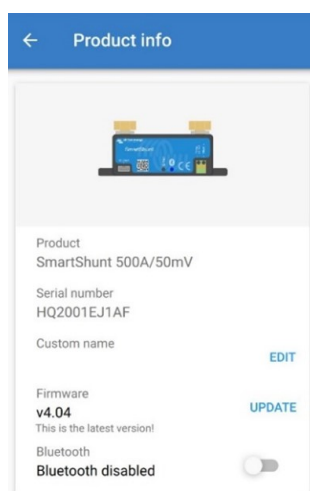 Product info
SmartShunt
Product
SmartShunt 500A/50mV
Serial number
HQ2001EJ1AF
Custom name
EDIT
Firmware
v4.04
UPDATE
This is the latest version!
Bluetooth
Bluetooth disabled